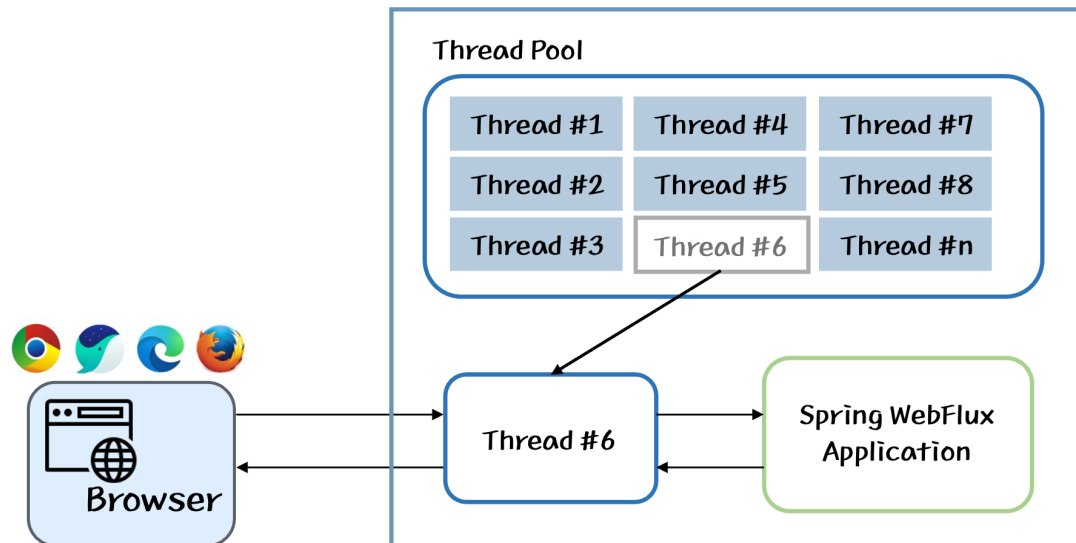 Thread Pool
Thread #1
Thread #4
Thread #7
Thread #2
Thread #5
Thread #8
Thread #3
Thread #6
Thread #n
Browser
Thread #6
Spring WebFlux
Application